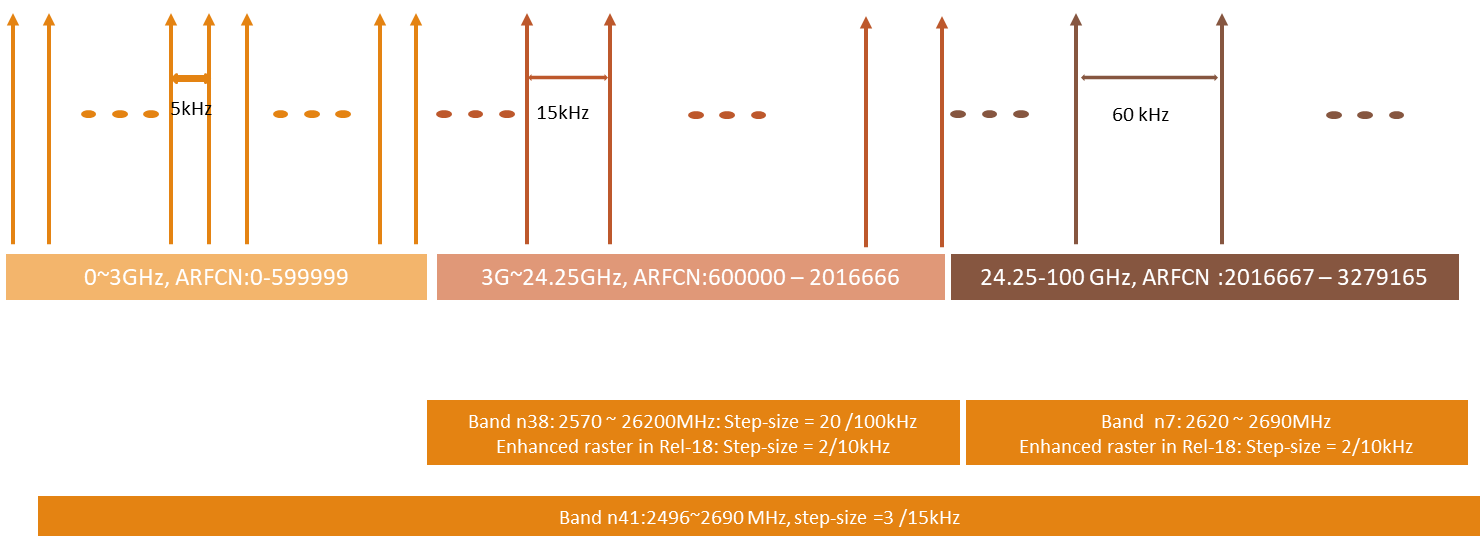 5kHz
15kHz
60 kHz
0~3GHz, ARFCN:0-599999
3G~24.25GHz, ARFCN:600000 – 2016666
24.25-100 GHz, ARFCN :2016667 – 3279165
Band n38: 2570 ~ 26200MHz: Step-size = 20 /100kHz
Enhanced raster in Rel-18: Step-size = 2/10kHz
Band n7: 2620 ~ 2690MHz
Enhanced raster in Rel-18: Step-size = 2/10kHz
Band n41:2496~2690 MHz, step-size =3 /15kHz